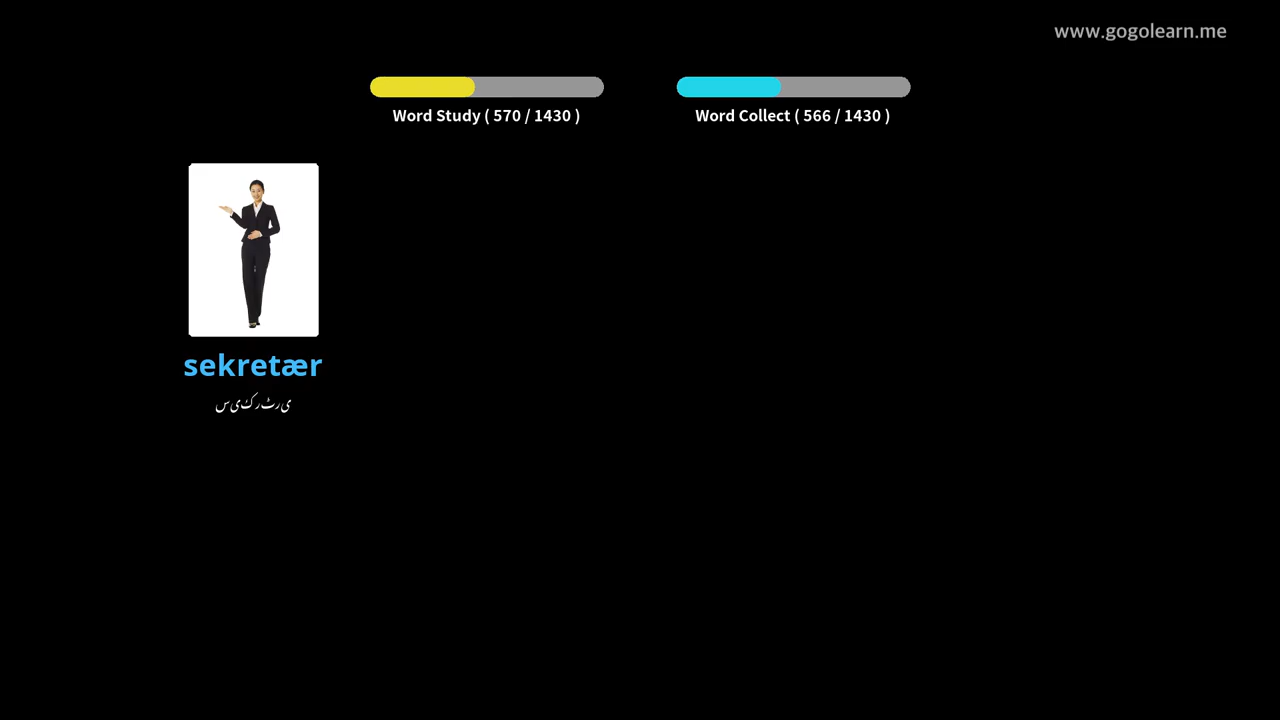 www.gogolearn.me
Word Study ( 570 / 1430 )
Word Collect ( 566 / 1430 )
sekretær
سیکرٹری